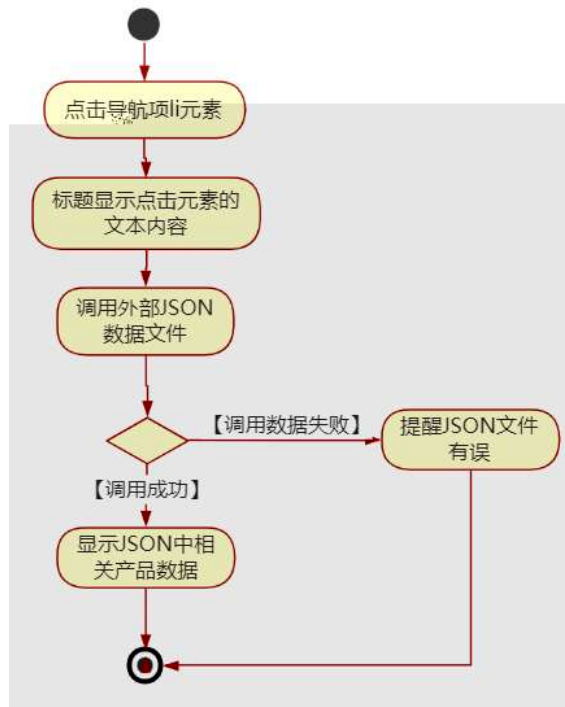 点击导航项li元素
标题显示点击元素的
文本内容
调用外部JSON
数据文件
【调用数据失败】
提醒JSON文件
有误
【调用成功】
显示JSON中相
关产品数据